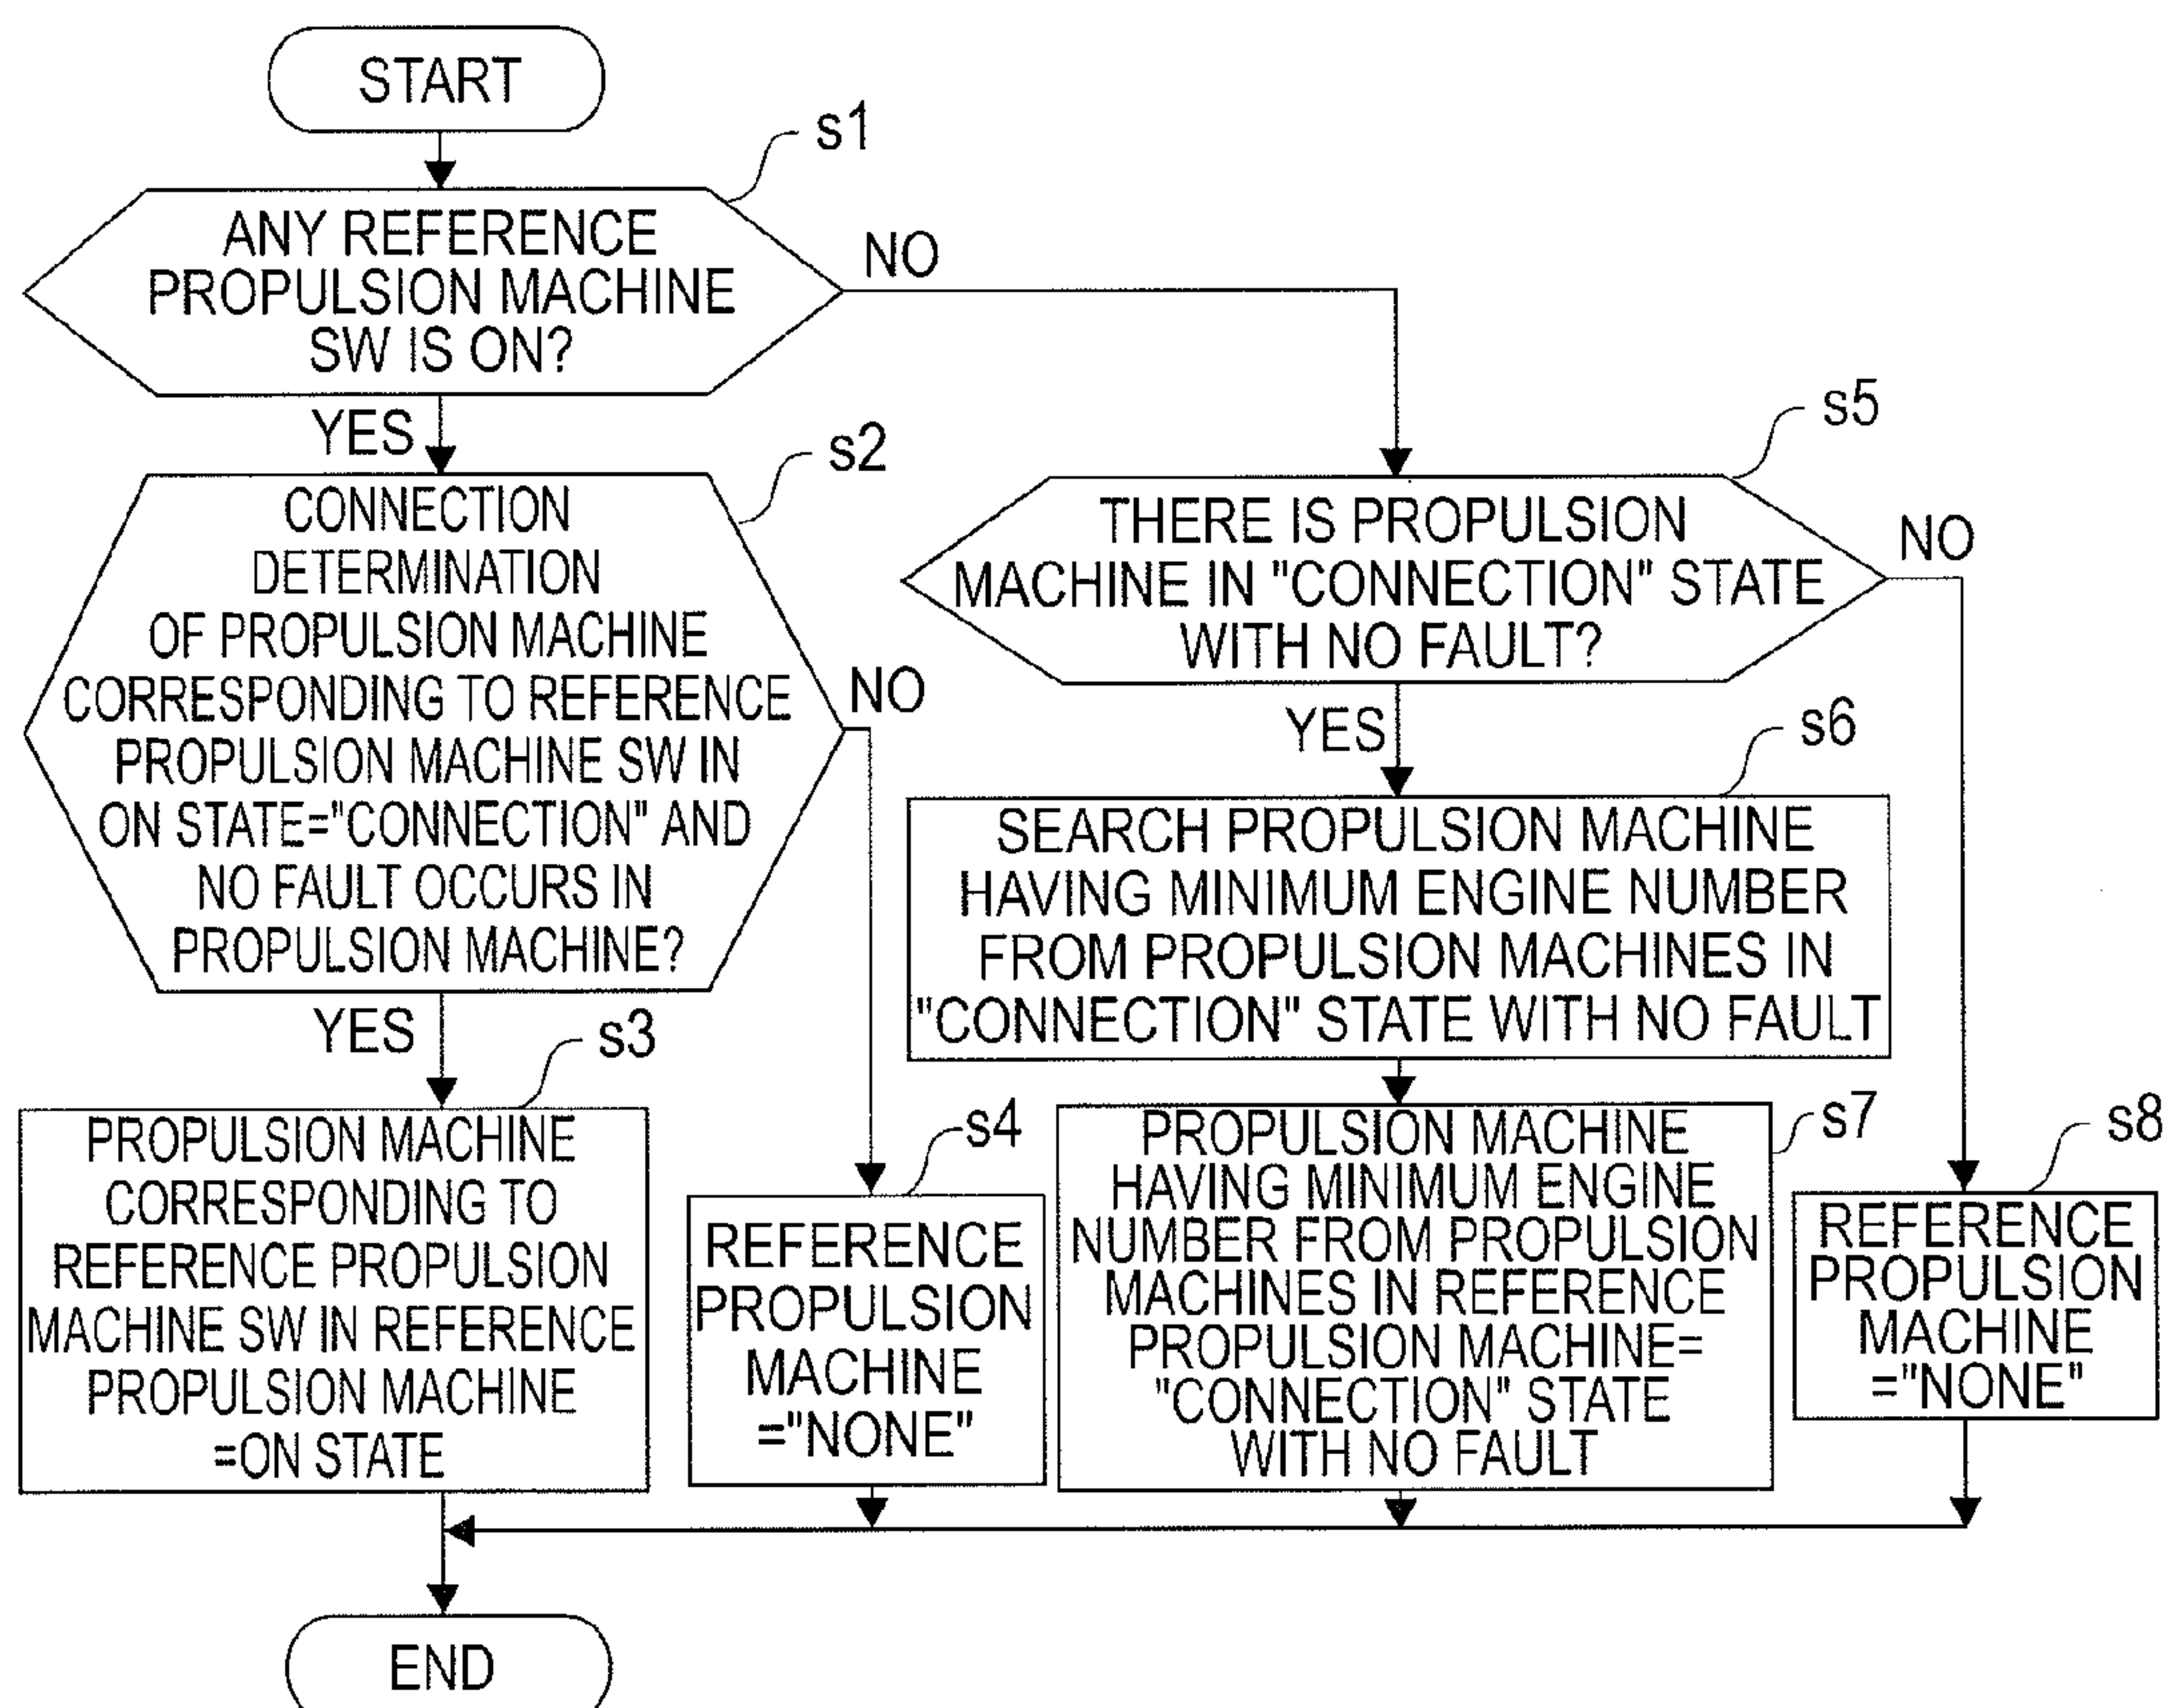 START
s1
ANY REFERENCE
PROPULSION MACHINE
SW IS ON?
NO
YES
s2
CONNECTION
DETERMINATION
OF PROPULSION MACHINE
CORRESPONDING TO REFERENCE
PROPULSION MACHINE SW IN
ON STATE="CONNECTION" AND
NO FAULT OCCURS IN
PROPULSION MACHINE?
NO
YES
s3
PROPULSION MACHINE
CORRESPONDING TO
REFERENCE PROPULSION
MACHINE SW IN REFERENCE
PROPULSION MACHINE
=ON STATE
s4
REFERENCE
PROPULSION
MACHINE
="NONE"
s5
THERE IS PROPULSION
MACHINE IN "CONNECTION" STATE
WITH NO FAULT?
NO
YES
s6
SEARCH PROPULSION MACHINE
HAVING MINIMUM ENGINE NUMBER
FROM PROPULSION MACHINES IN
"CONNECTION" STATE WITH NO FAULT
s7
PROPULSION MACHINE
HAVING MINIMUM ENGINE
NUMBER FROM PROPULSION
MACHINES IN REFERENCE
PROPULSION MACHINE=
"CONNECTION" STATE
WITH NO FAULT
s8
REFERENCE
PROPULSION
MACHINE
="NONE"
END